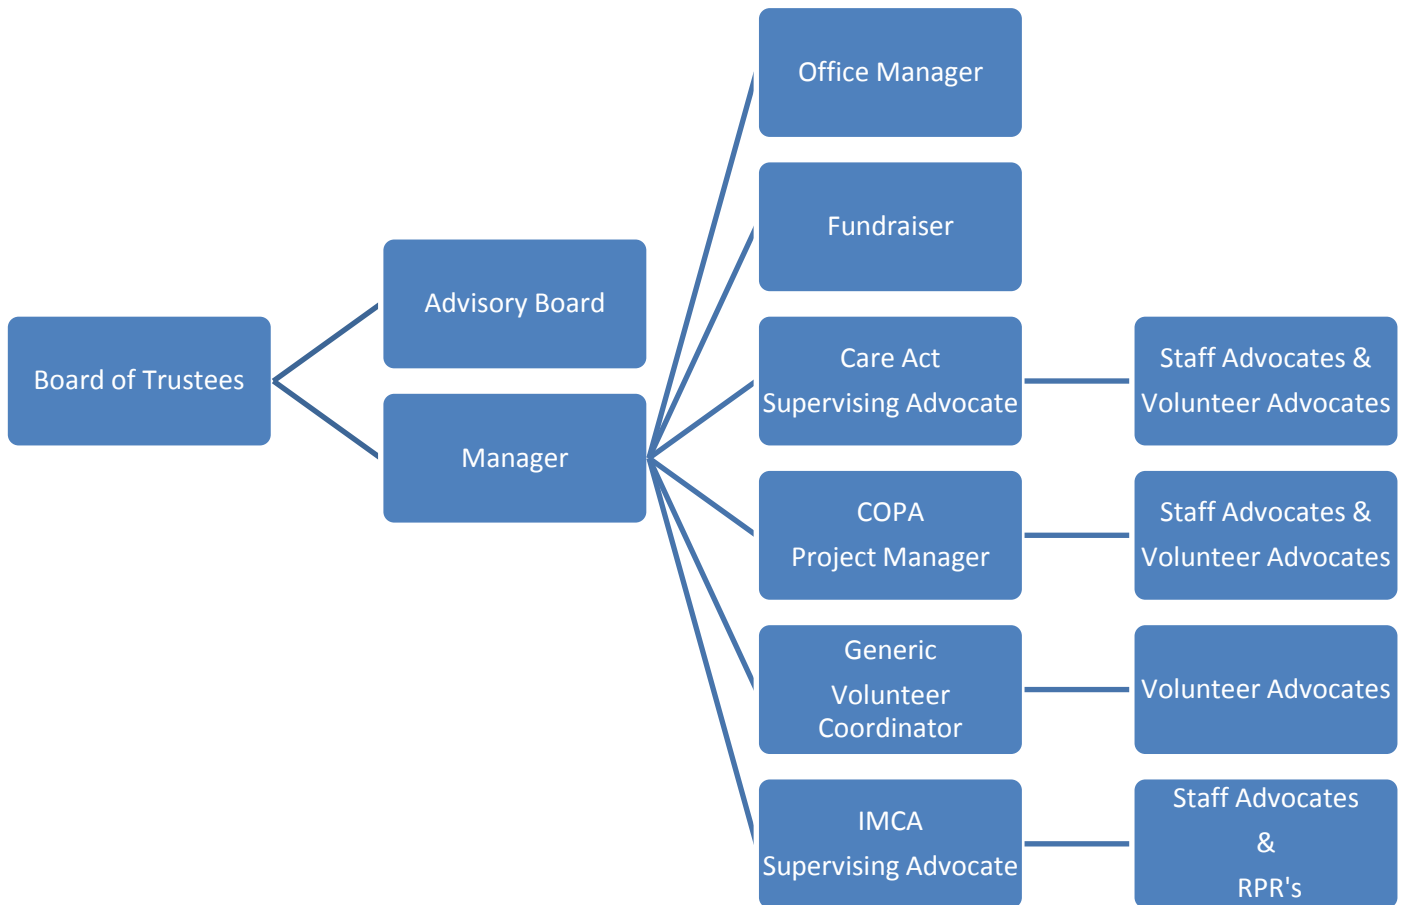 Board of Trustees
Advisory Board
Manager
Office Manager
Fundraiser
Care Act
Supervising Advocate
COPA
Project Manager
Generic
Volunteer
Coordinator
IMCA
Supervising Advocate
Staff Advocates &
Volunteer Advocates
Staff Advocates &
Volunteer Advocates
Volunteer Advocates
Staff Advocates
&
RPR's